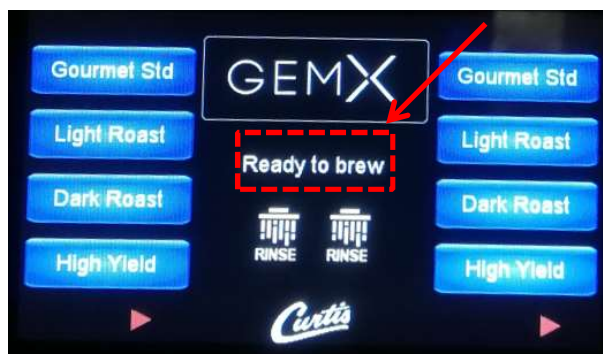 Gourmet Std
Light Roast
Dark Roast
High Yield
GEMX
Ready to brew
RINSE RINSE
Curtis
Gourmet Std
Light Roast
Dark Roast
High Yield